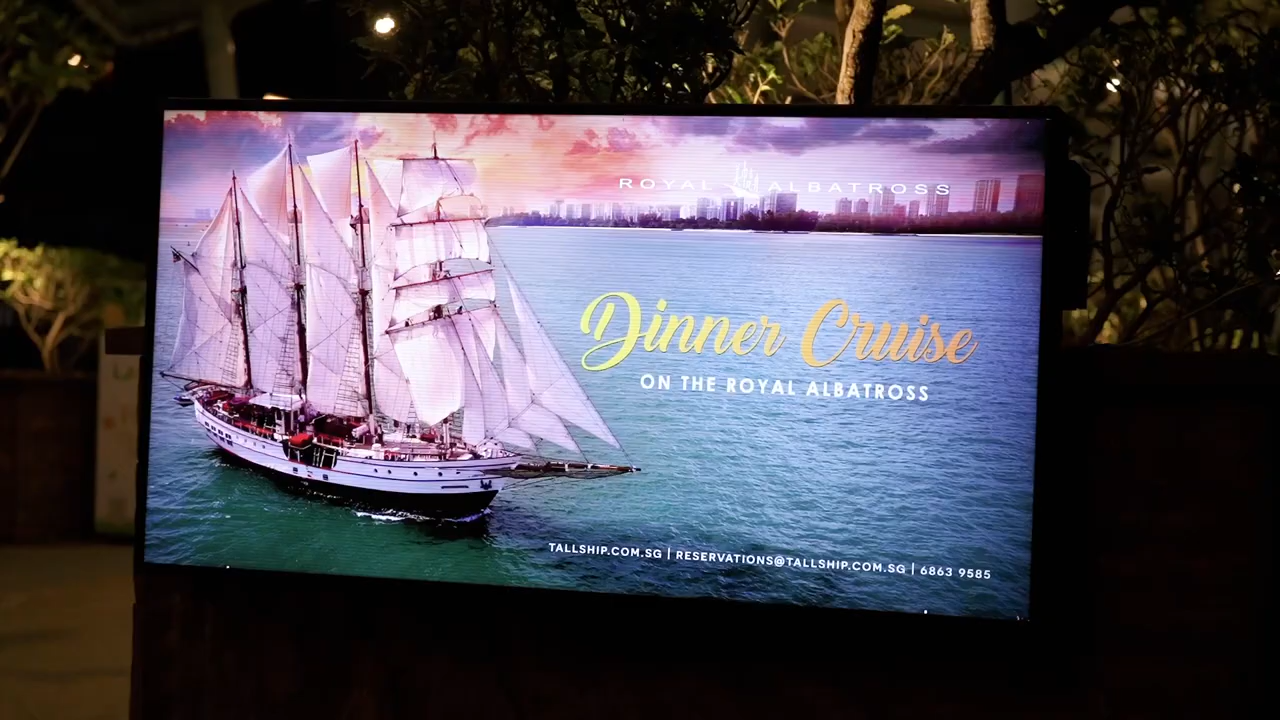 ROYAL ALBATROSS
Dinner Cruise
ON THE ROYAL ALBATROSS
TALLSHIP.COM.SG | RESERVATIONS@TALLSHIP.COM.SG | 6863 9585